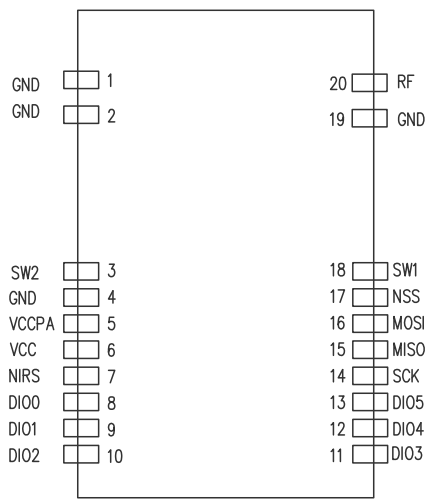 GND 1 20 RF
GND 2 19 GND
SW2 3 18 SW1
GND 4 17 NSS
VCCPA 5 16 MOSI
VCC 6 15 MISO
NIRS 7 14 SCK
DIO0 8 13 DIO5
DIO1 9 12 DIO4
DIO2 10 11 DIO3